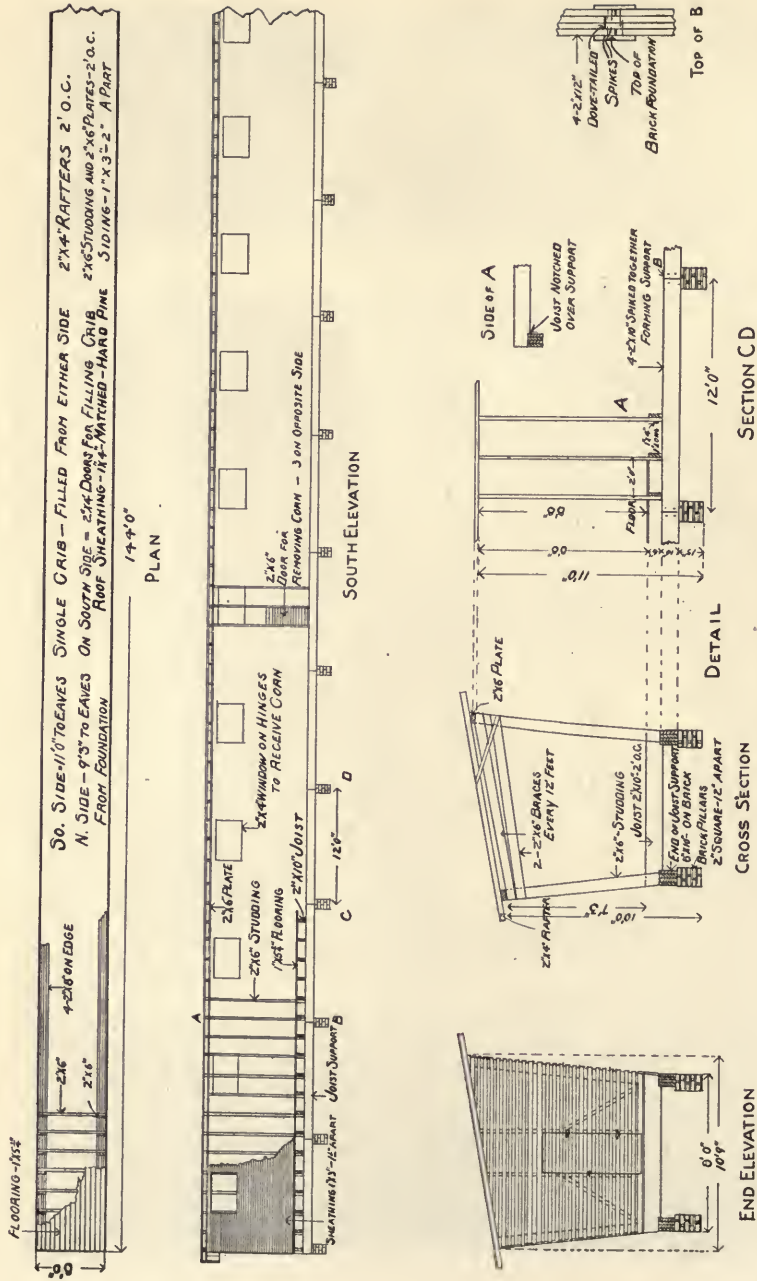 FLOORING-1"X5¼"
8'0"
2"X6"
4-2"X8" ON EDGE
2"X6"
SO. SIDE-11'0" TO EAVES SINGLE CRIB-FILLED FROM EITHER SIDE 2"X4" RAFTERS 2' O.C.
N. SIDE-9'3" TO EAVES ON SOUTH SIDE = 2'X4' DOORS FOR FILLING CRIB 2"X6" STUDDING AND 2"X6" PLATES-2' O.C.
FROM FOUNDATION ROOF SHEATHING-1"X4"-MATCHED-HARD PINE SIDING-1"X3"-2" APART
144'0"
PLAN
A
2"X6" PLATE
2'X4' WINDOW ON HINGES
TO RECEIVE CORN
2"X6" STUDDING
1"X5¼" FLOORING
2"X10" JOIST
SHEATHING 1"X3"-½" APART
JOIST SUPPORT
B
C
12'0"
D
2'X6'
DOOR FOR
REMOVING CORN - 3 ON OPPOSITE SIDE
SOUTH ELEVATION
8'0"
10'9"
END ELEVATION
2"X4" RAFTER
2"X6" PLATE
2-2"X6" BRACES
EVERY 12 FEET
10'0"
7'3"
2"X6"-STUDDING
JOIST 2"X10"-2' O.C.
END OF JOIST SUPPORT
8"X10"- ON BRICK
BRICK PILLARS
2" SQUARE-12' APART
CROSS SECTION
DETAIL
11'0"
8'6"
FLOOR
2'0"
A
SIDE OF A
JOIST NOTCHED
OVER SUPPORT
4-2"X10" SPIKED TOGETHER
FORMING SUPPORT
B
12'0"
SECTION CD
4-2"X12"
DOVE-TAILED
SPIKES
TOP OF
BRICK FOUNDATION
TOP OF B